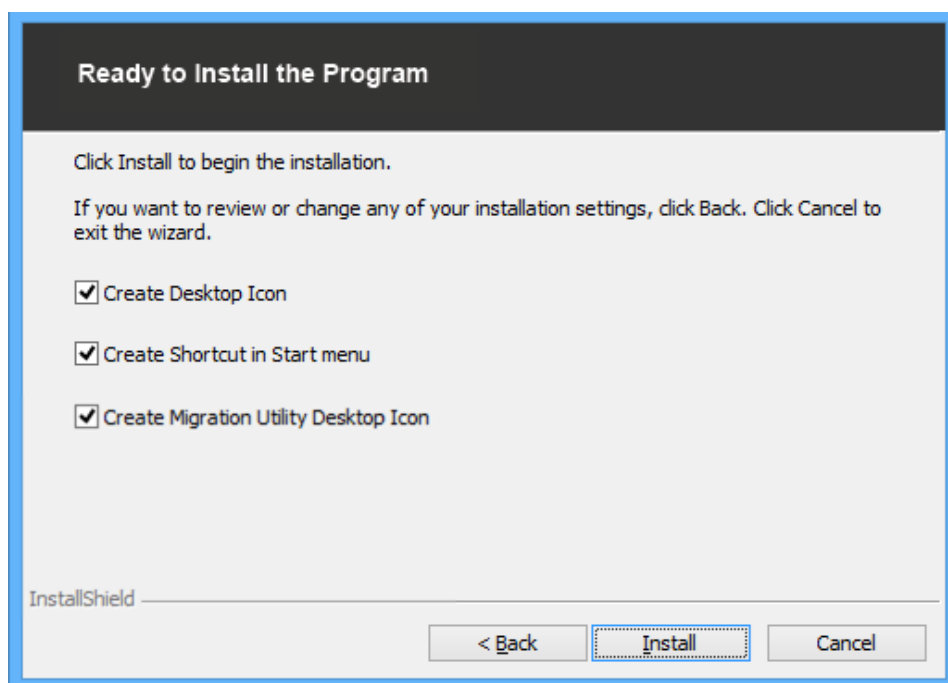 Ready to Install the Program
Click Install to begin the installation.
If you want to review or change any of your installation settings, click Back. Click Cancel to
exit the wizard.
Create Desktop Icon
Create Shortcut in Start menu
Create Migration Utility Desktop Icon
InstallShield
< Back
Install
Cancel